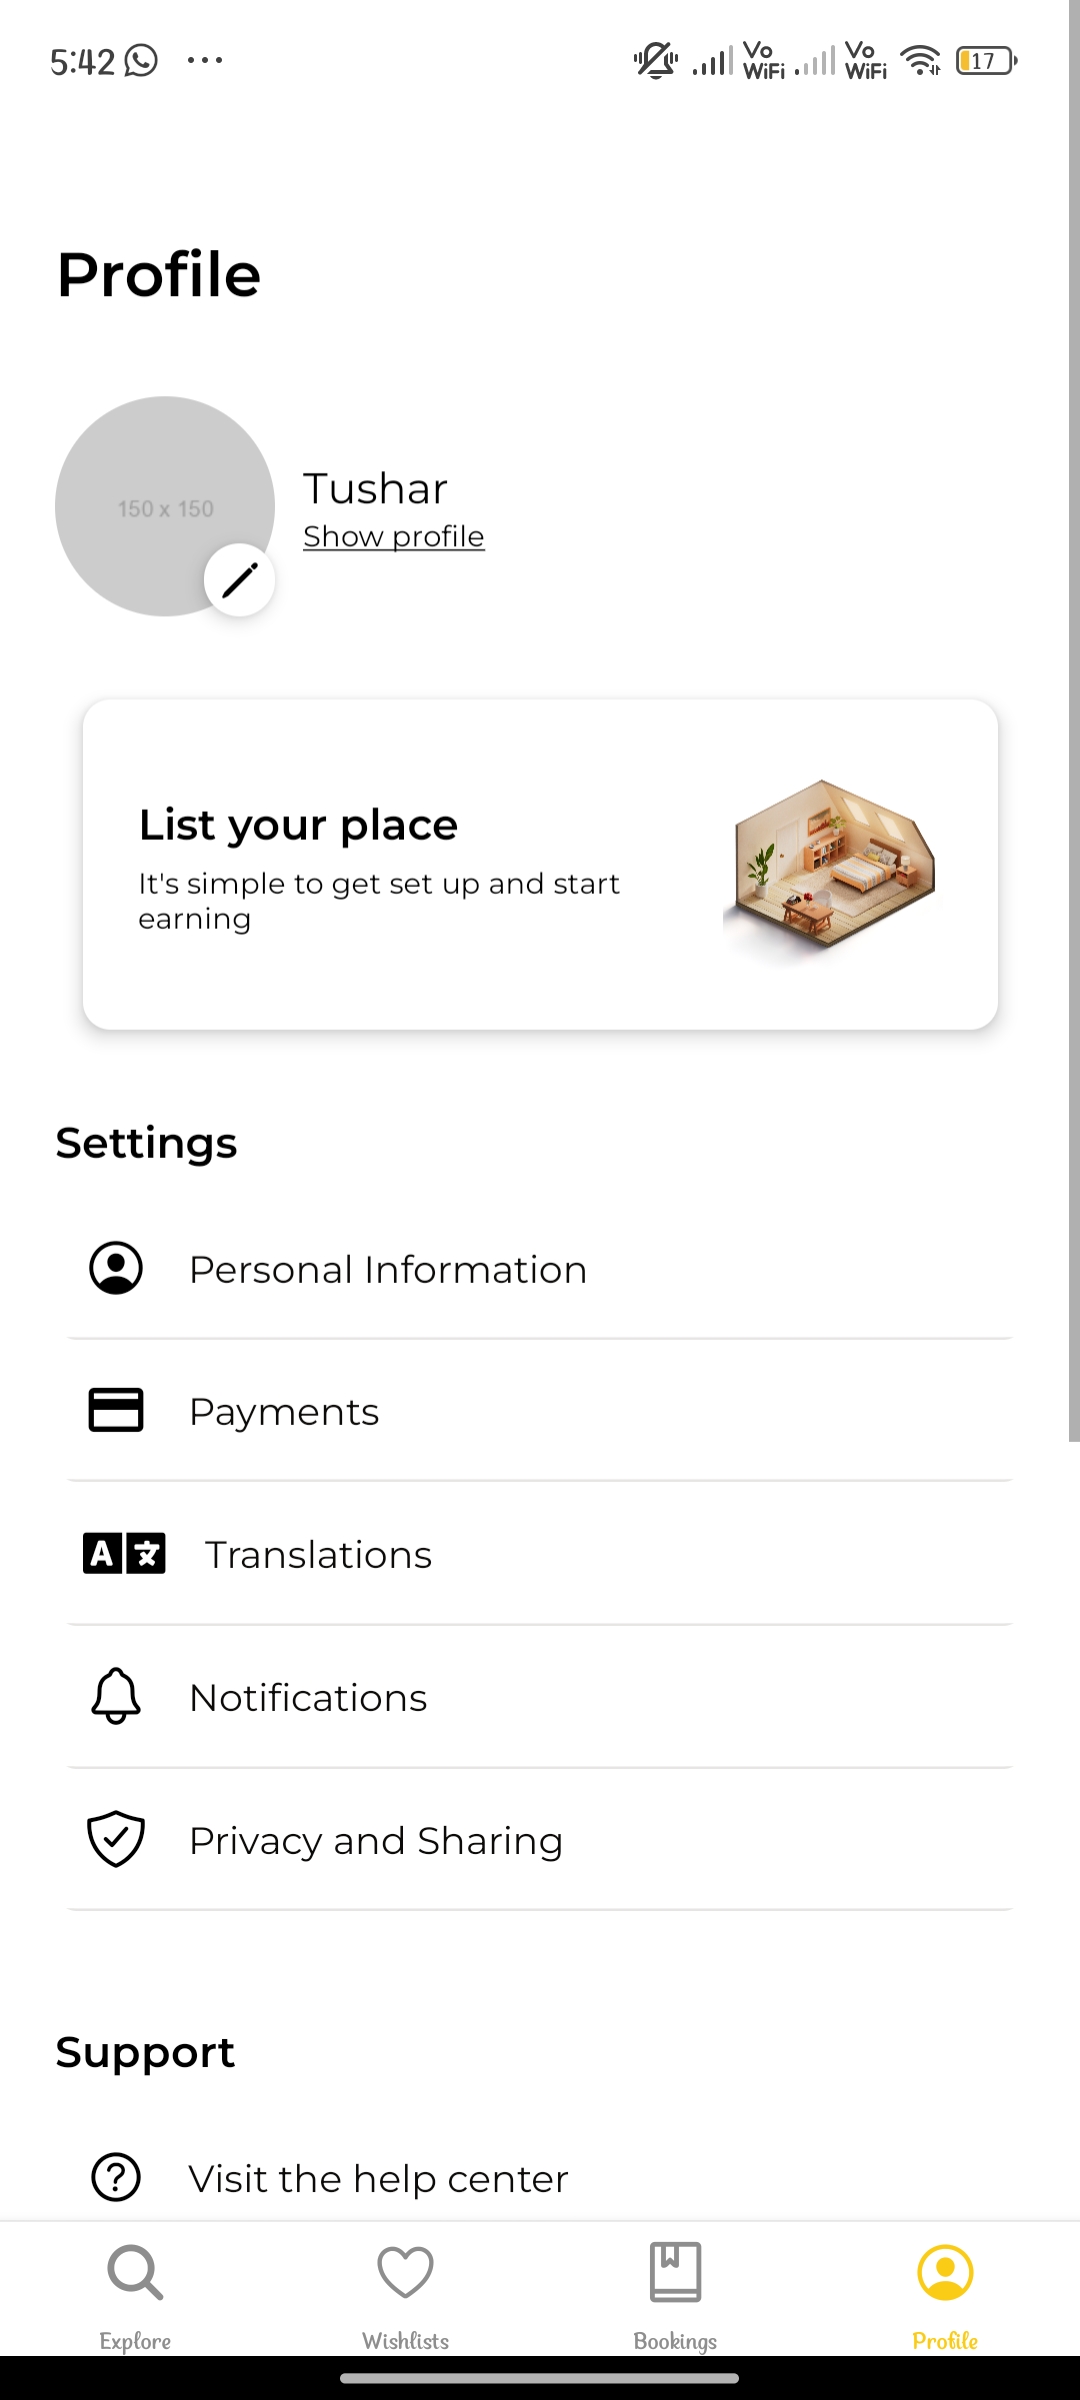 5:42
Vo WiFi Vo WiFi 17
Profile
150 x 150
Tushar
Show profile
List your place
It's simple to get set up and start
earning
Settings
Personal Information
Payments
A文 Translations
Notifications
Privacy and Sharing
Support
? Visit the help center
Explore Wishlists Bookings Profile